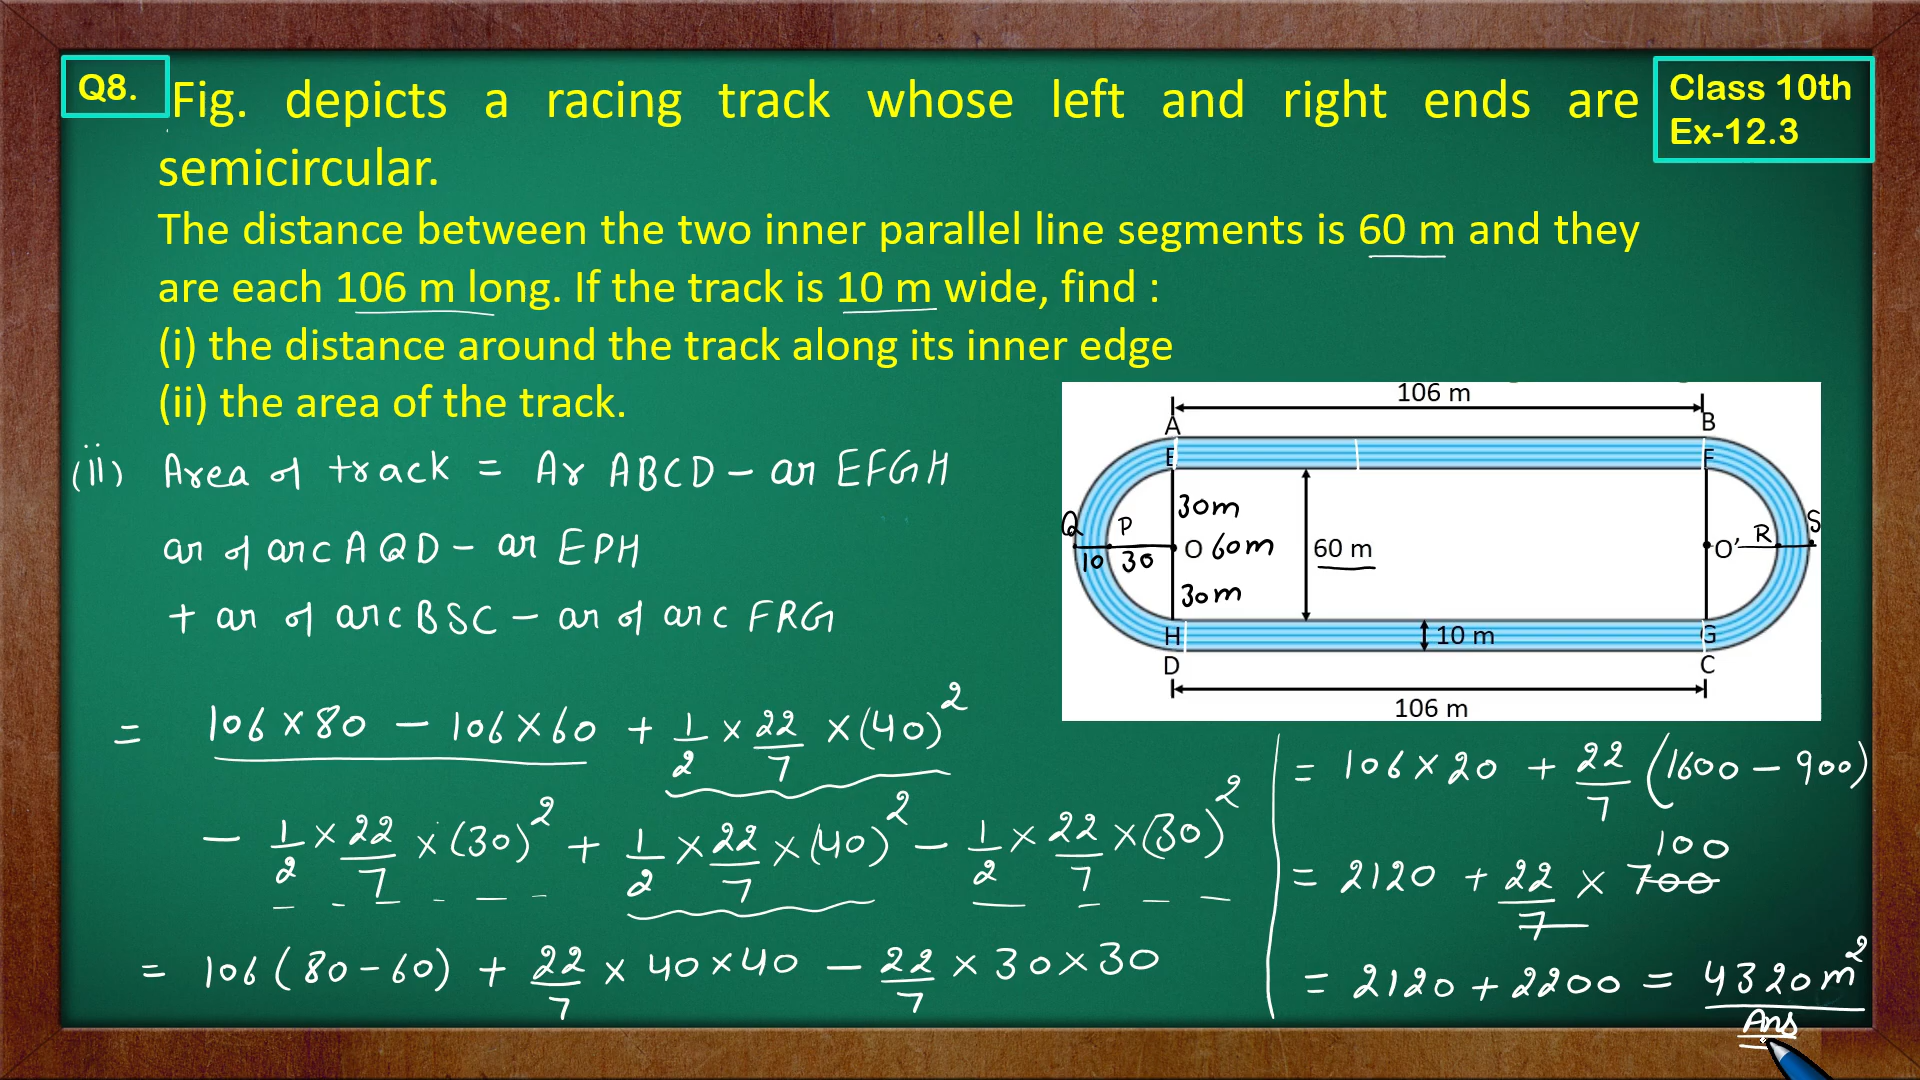 Q8.
Fig. depicts a racing track whose left and right ends are
semicircular.
Class 10th
Ex-12.3
The distance between the two inner parallel line segments is 60 m and they
are each 106 m long. If the track is 10 m wide, find :
(i) the distance around the track along its inner edge
(ii) the area of the track.
(ii) Area of track = Ar ABCD - ar EFGH
ar of arc AQD - ar EPH
+ ar of arc BSC - ar of arc FRG
= 106 × 80 - 106 × 60 + 1/2 × 22/7 × (40)²
- 1/2 × 22/7 × (30)² + 1/2 × 22/7 × (40)² - 1/2 × 22/7 × (30)²
= 106 (80-60) + 22/7 × 40×40 - 22/7 × 30×30
106 m
A B
E F
30m
Q P R S
O 60m 60 m O'
10 30
30m
H 10 m G
D C
106 m
= 106 × 20 + 22/7 (1600 - 900)
100
= 2120 + 22/7 × 700
= 2120 + 2200 = 4320 m²
Ans